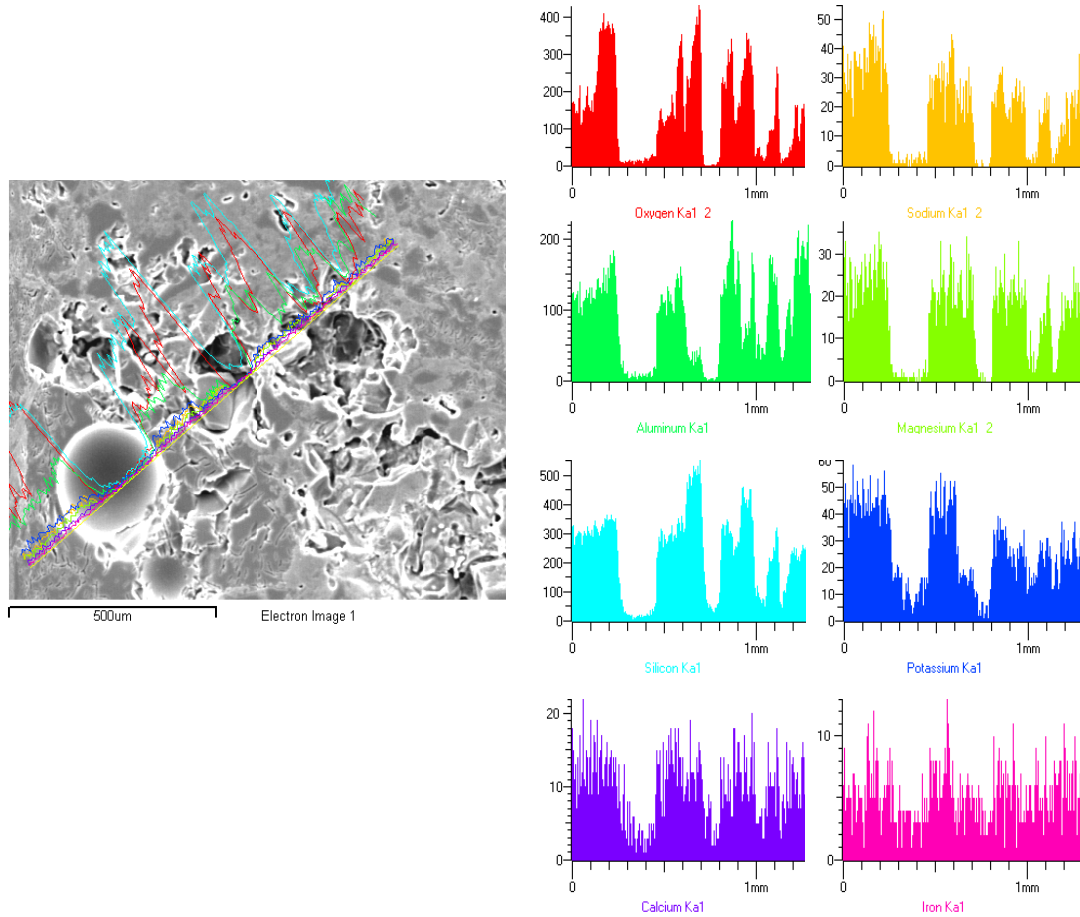 400
300
200
100
0
0
1mm
Oxygen Ka1_2
50
40
30
20
10
0
0
1mm
Sodium Ka1_2
200
100
0
0
1mm
Aluminum Ka1
30
20
10
0
0
1mm
Magnesium Ka1_2
500um
Electron Image 1
500
400
300
200
100
0
0
1mm
Silicon Ka1
60
50
40
30
20
10
0
0
1mm
Potassium Ka1
20
10
0
0
1mm
Calcium Ka1
10
0
0
1mm
Iron Ka1